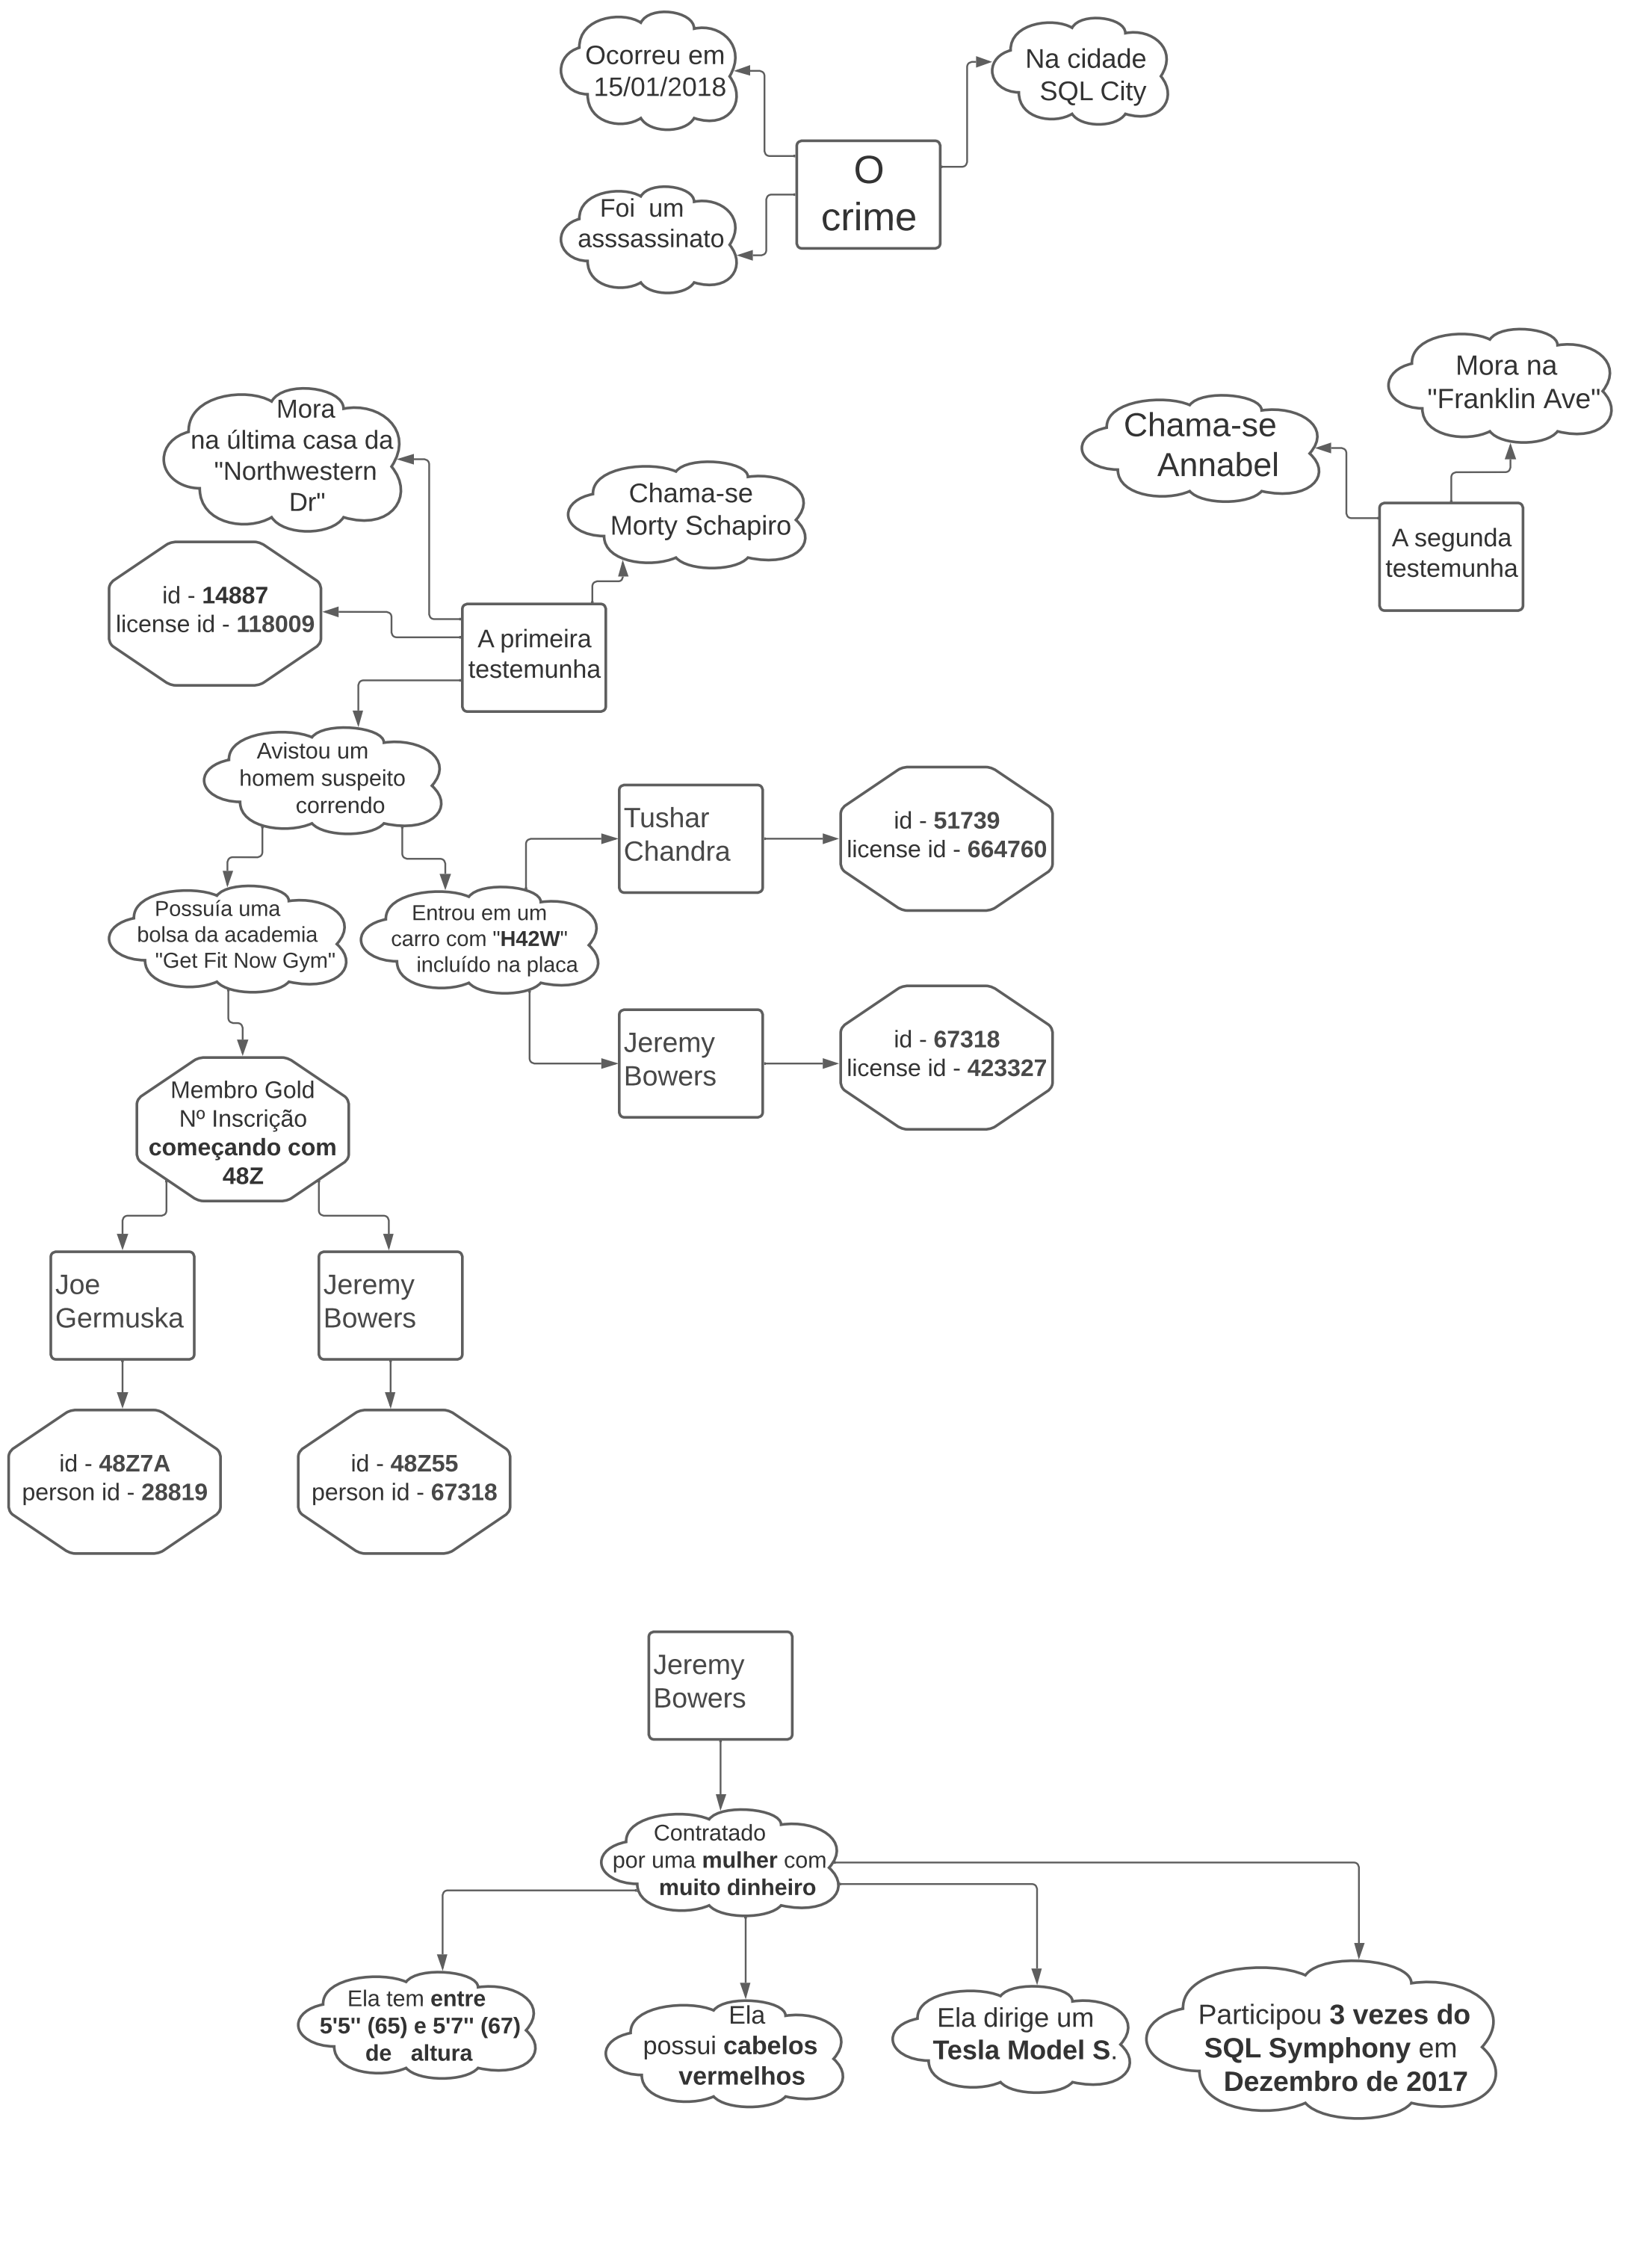 Ocorreu em
15/01/2018
Na cidade
SQL City
O
crime
Foi um
asssassinato
Mora na
"Franklin Ave"
Chama-se
Annabel
A segunda
testemunha
Mora
na última casa da
"Northwestern
Dr"
Chama-se
Morty Schapiro
id - 14887
license id - 118009
A primeira
testemunha
Avistou um
homem suspeito
correndo
Tushar
Chandra
id - 51739
license id - 664760
Possuía uma
bolsa da academia
"Get Fit Now Gym"
Entrou em um
carro com "H42W"
incluído na placa
Jeremy
Bowers
id - 67318
license id - 423327
Membro Gold
Nº Inscrição
começando com
48Z
Joe
Germuska
Jeremy
Bowers
id - 48Z7A
person id - 28819
id - 48Z55
person id - 67318
Jeremy
Bowers
Contratado
por uma mulher com
muito dinheiro
Ela tem entre
5'5'' (65) e 5'7'' (67)
de altura
Ela
possui cabelos
vermelhos
Ela dirige um
Tesla Model S.
Participou 3 vezes do
SQL Symphony em
Dezembro de 2017